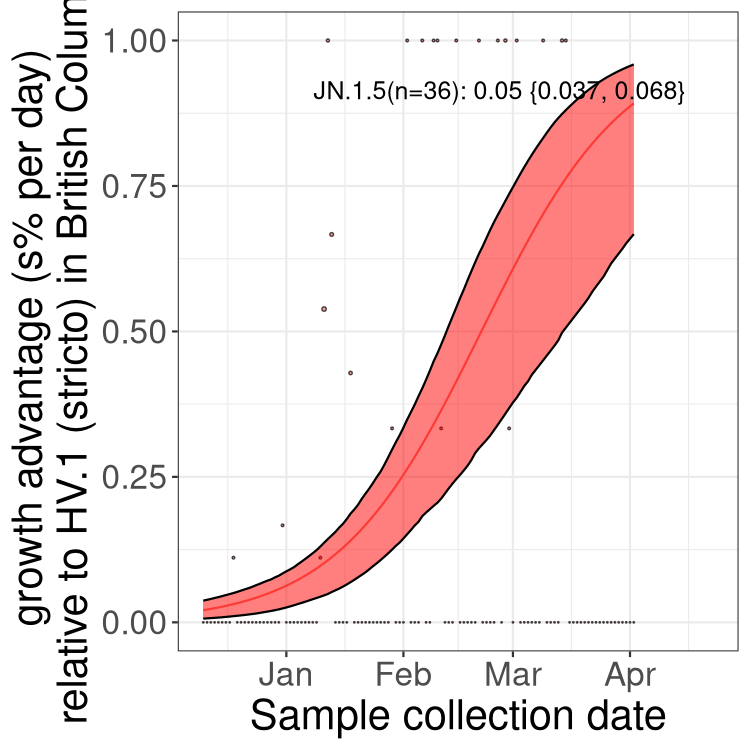 growth advantage (s% per day)
relative to HV.1 (stricto) in British Colum
1.00
0.75
0.50
0.25
0.00
JN.1.5(n=36): 0.05 {0.037, 0.068}
Jan Feb Mar Apr
Sample collection date